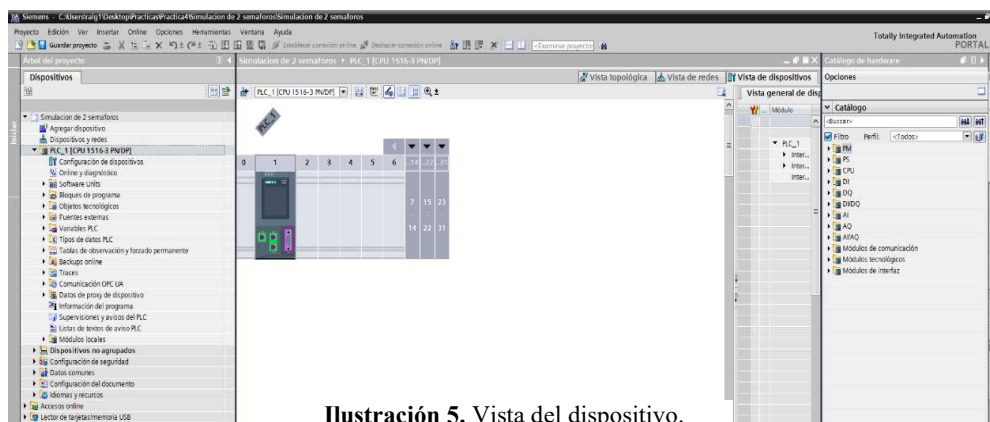 Siemens - C:\Users\ralg1\Desktop\Practicas\Practica4\Simulacion de 2 semaforos\Simulacion de 2 semaforos
Proyecto Edición Ver Insertar Online Opciones Herramientas Ventana Ayuda
Guardar proyecto Establecer conexión online Deshacer conexión online <Examinar proyecto>
Totally Integrated Automation
PORTAL
Árbol del proyecto
Simulacion de 2 semaforos PLC_1 [CPU 1516-3 PN/DP]
Catálogo de hardware
Dispositivos
Vista topológica Vista de redes Vista de dispositivos
Opciones
PLC_1 [CPU 1516-3 PN/DP]
Vista general de disp
Iniciar
Simulacion de 2 semaforos
Agregar dispositivo
Dispositivos y redes
PLC_1 [CPU 1516-3 PN/DP]
Configuración de dispositivos
Online y diagnóstico
Software Units
Bloques de programa
Objetos tecnológicos
Fuentes externas
Variables PLC
Tipos de datos PLC
Tablas de observación y forzado permanente
Backups online
Traces
Comunicación OPC UA
Datos de proxy de dispositivo
Información del programa
Supervisiones y avisos del PLC
Listas de textos de aviso PLC
Módulos locales
Dispositivos no agrupados
Configuración de seguridad
Datos comunes
Configuración del documento
Idiomas y recursos
Accesos online
Lector de tarjetas/memoria USB
PLC_1
0 1 2 3 4 5 6 ..14 ..22 ..31
7 15 23
14 22 31
... Módulo
PLC_1
Inter...
Inter...
Inter...
Catálogo
<Buscar>
Filtro Perfil: <Todos>
PM
PS
CPU
DI
DQ
DI/DQ
AI
AQ
AI/AQ
Módulos de comunicación
Módulos tecnológicos
Módulos de interfaz
Ilustración 5. Vista del dispositivo.